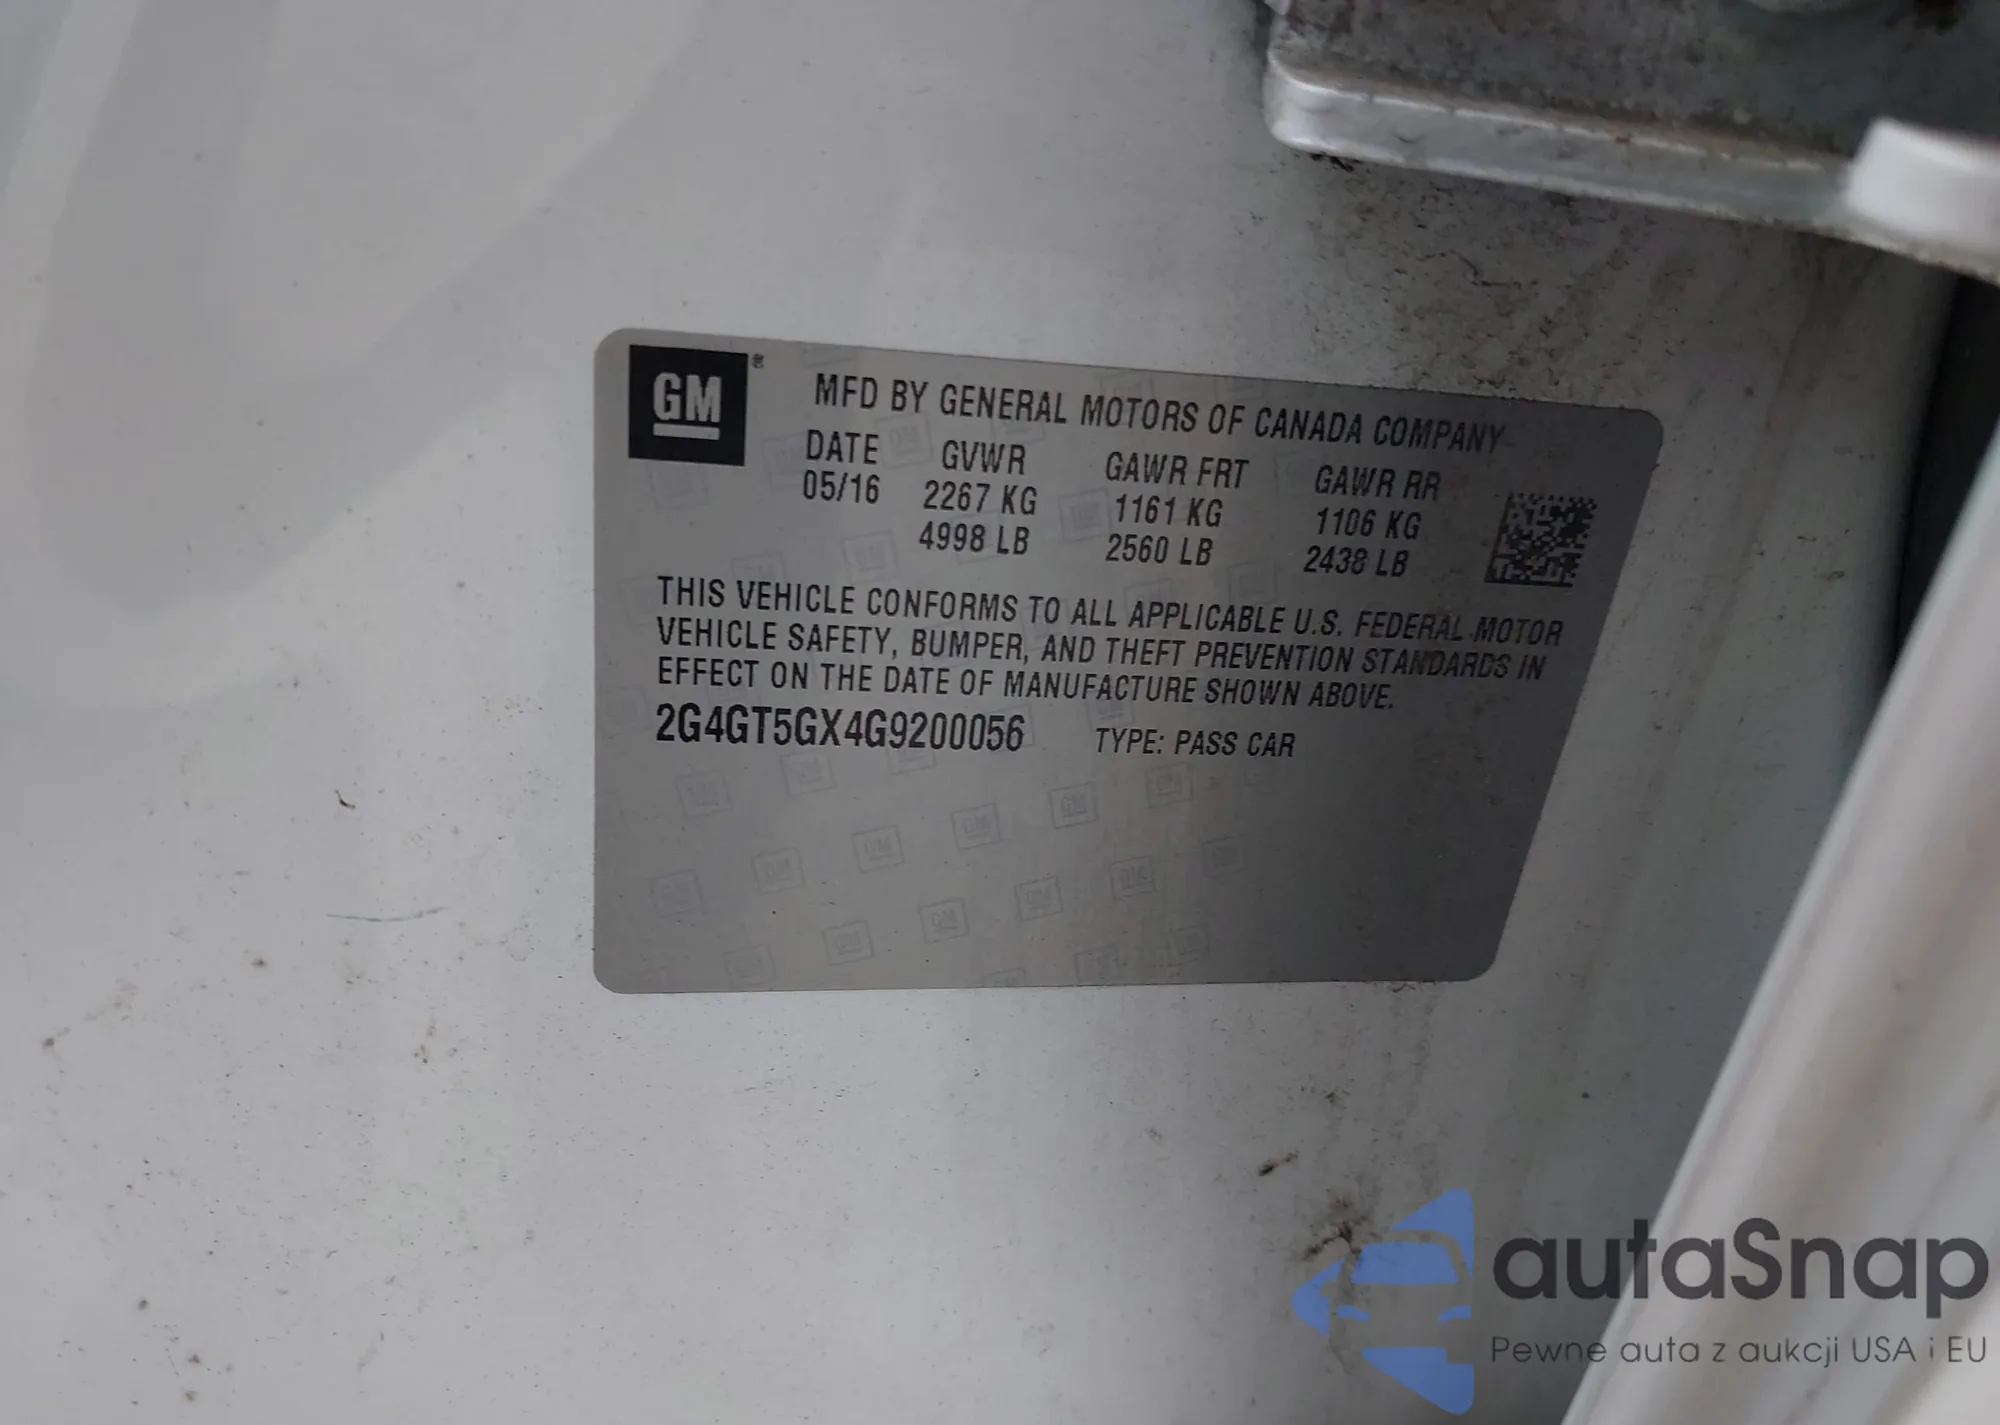 GM ®
MFD BY GENERAL MOTORS OF CANADA COMPANY
DATE GVWR GAWR FRT GAWR RR
05/16 2267 KG 1161 KG 1106 KG
4998 LB 2560 LB 2438 LB
THIS VEHICLE CONFORMS TO ALL APPLICABLE U.S. FEDERAL MOTOR
VEHICLE SAFETY, BUMPER, AND THEFT PREVENTION STANDARDS IN
EFFECT ON THE DATE OF MANUFACTURE SHOWN ABOVE.
2G4GT5GX4G9200056 TYPE: PASS CAR
autaSnap
Pewne auta z aukcji USA i EU